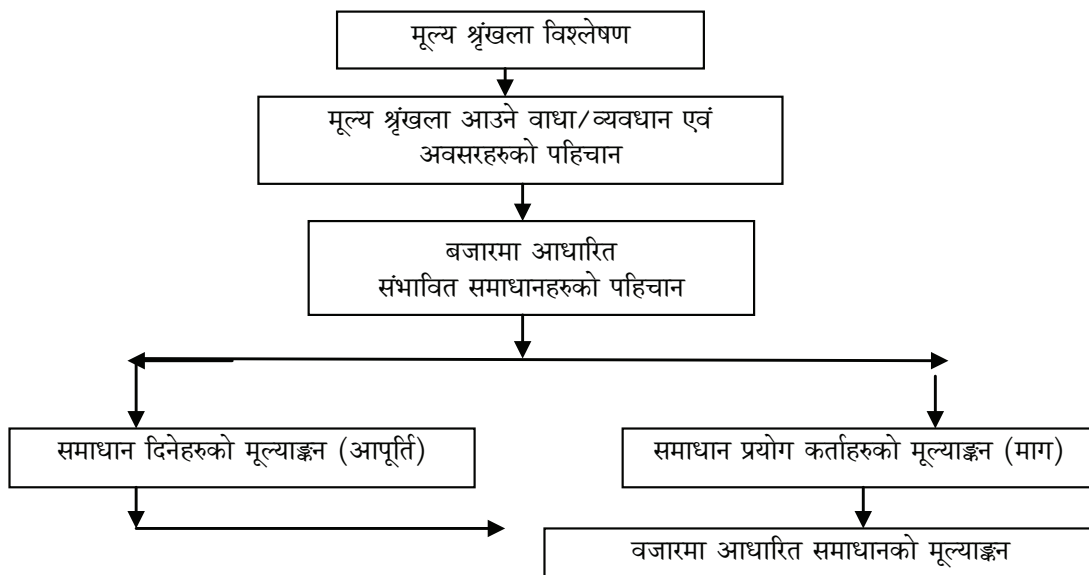 मूल्य श्रृंखला विश्लेषण
मूल्य श्रृंखला आउने वाधा/व्यवधान एवं
अवसरहरुको पहिचान
बजारमा आधारित
संभावित समाधानहरुको पहिचान
समाधान दिनेहरुको मूल्याङ्कन (आपूर्ति)
समाधान प्रयोग कर्ताहरुको मूल्याङ्कन (माग)
वजारमा आधारित समाधानको मूल्याङ्कन